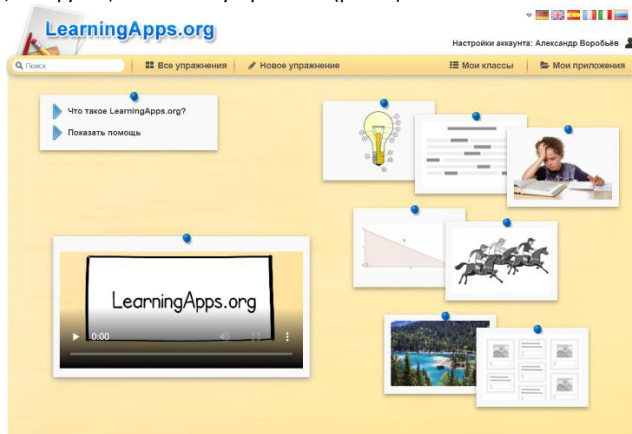 LearningApps.org
Настройки аккаунта: Александр Воробьёв
Поиск
Все упражнения
Новое упражнение
Мои классы
Мои приложения
Что такое LearningApps.org?
Показать помощь
LearningApps.org
0:00